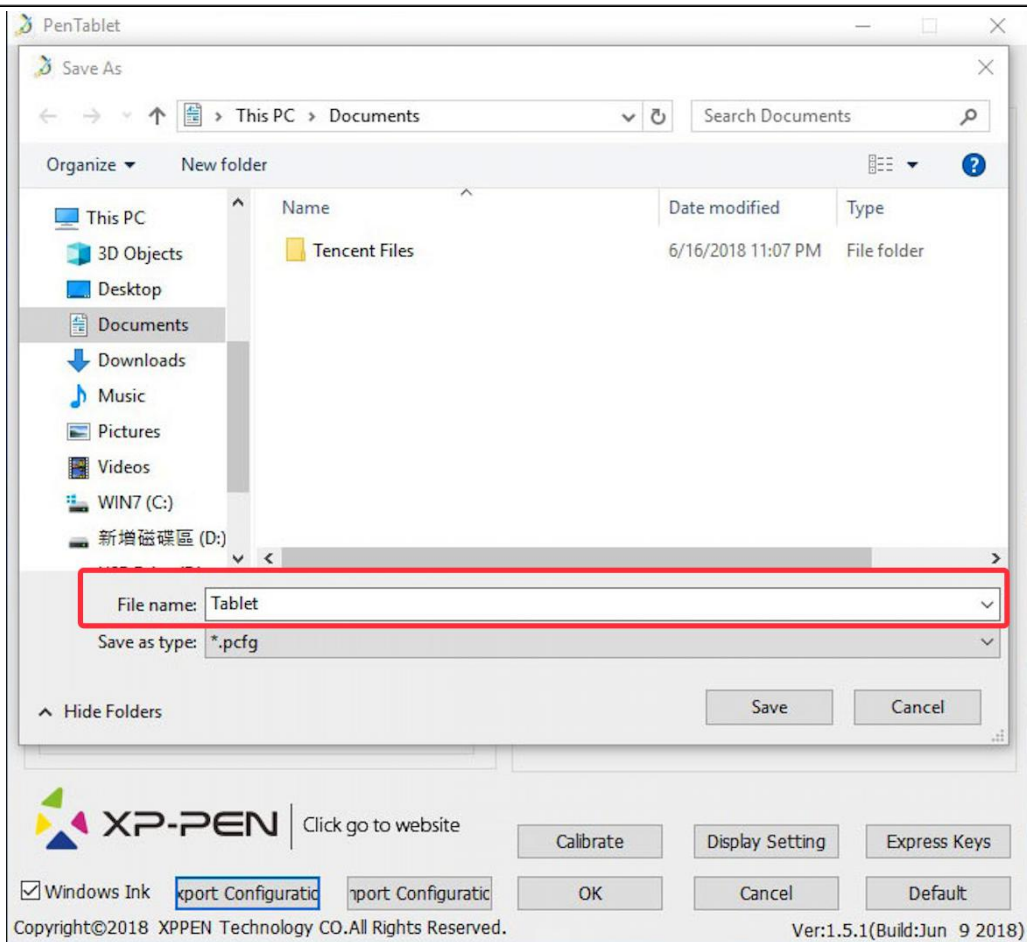 PenTablet
Save As
This PC > Documents
Search Documents
Organize
New folder
Name
Date modified
Type
This PC
Tencent Files
6/16/2018 11:07 PM
File folder
3D Objects
Desktop
Documents
Downloads
Music
Pictures
Videos
WIN7 (C:)
新增磁碟區 (D:)
File name: Tablet
Save as type: *.pcfg
Hide Folders
Save
Cancel
XP-PEN
Click go to website
Calibrate
Display Setting
Express Keys
Windows Ink
xport Configuratic
nport Configuratic
OK
Cancel
Default
Copyright©2018 XPPEN Technology CO.All Rights Reserved.
Ver:1.5.1(Build:Jun 9 2018)